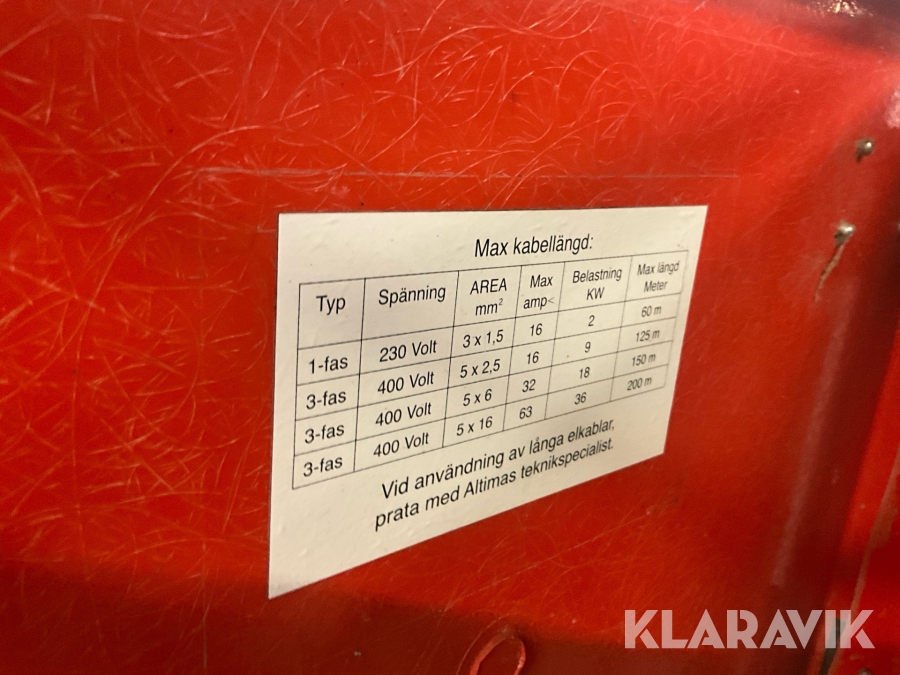 Max kabellängd:
Typ Spänning AREA mm² Max amp< Belastning KW Max längd Meter
1-fas 230 Volt 3 x 1,5 16 2 60 m
3-fas 400 Volt 5 x 2,5 16 9 125 m
3-fas 400 Volt 5 x 6 32 18 150 m
3-fas 400 Volt 5 x 16 63 36 200 m
Vid användning av långa elkablar,
prata med Altimas teknikspecialist.
KLARAVIK